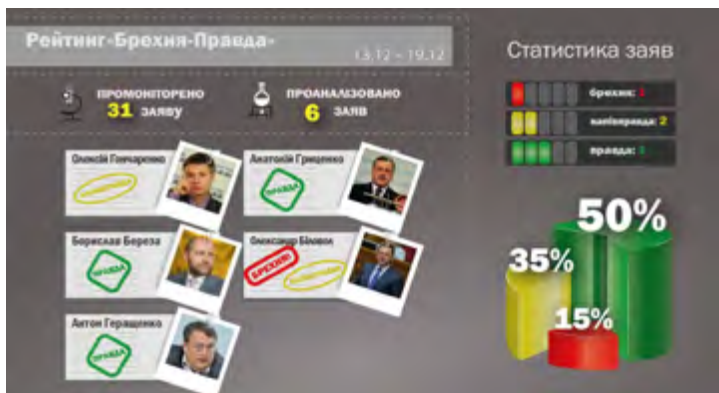 Рейтинг «Брехня-Правда»
13.12 – 19.12
ПРОМОНІТОРЕНО
31 ЗАЯВУ
ПРОАНАЛІЗОВАНО
6 ЗАЯВ
Олексій Гончаренко
Анатолій Гриценко
ПРАВДА
Борислав Береза
ПРАВДА
Олександр Біловол
БРЕХНЯ!
Антон Геращенко
ПРАВДА
Статистика заяв
брехня: 1
напівправда: 2
правда: 3
50%
35%
15%